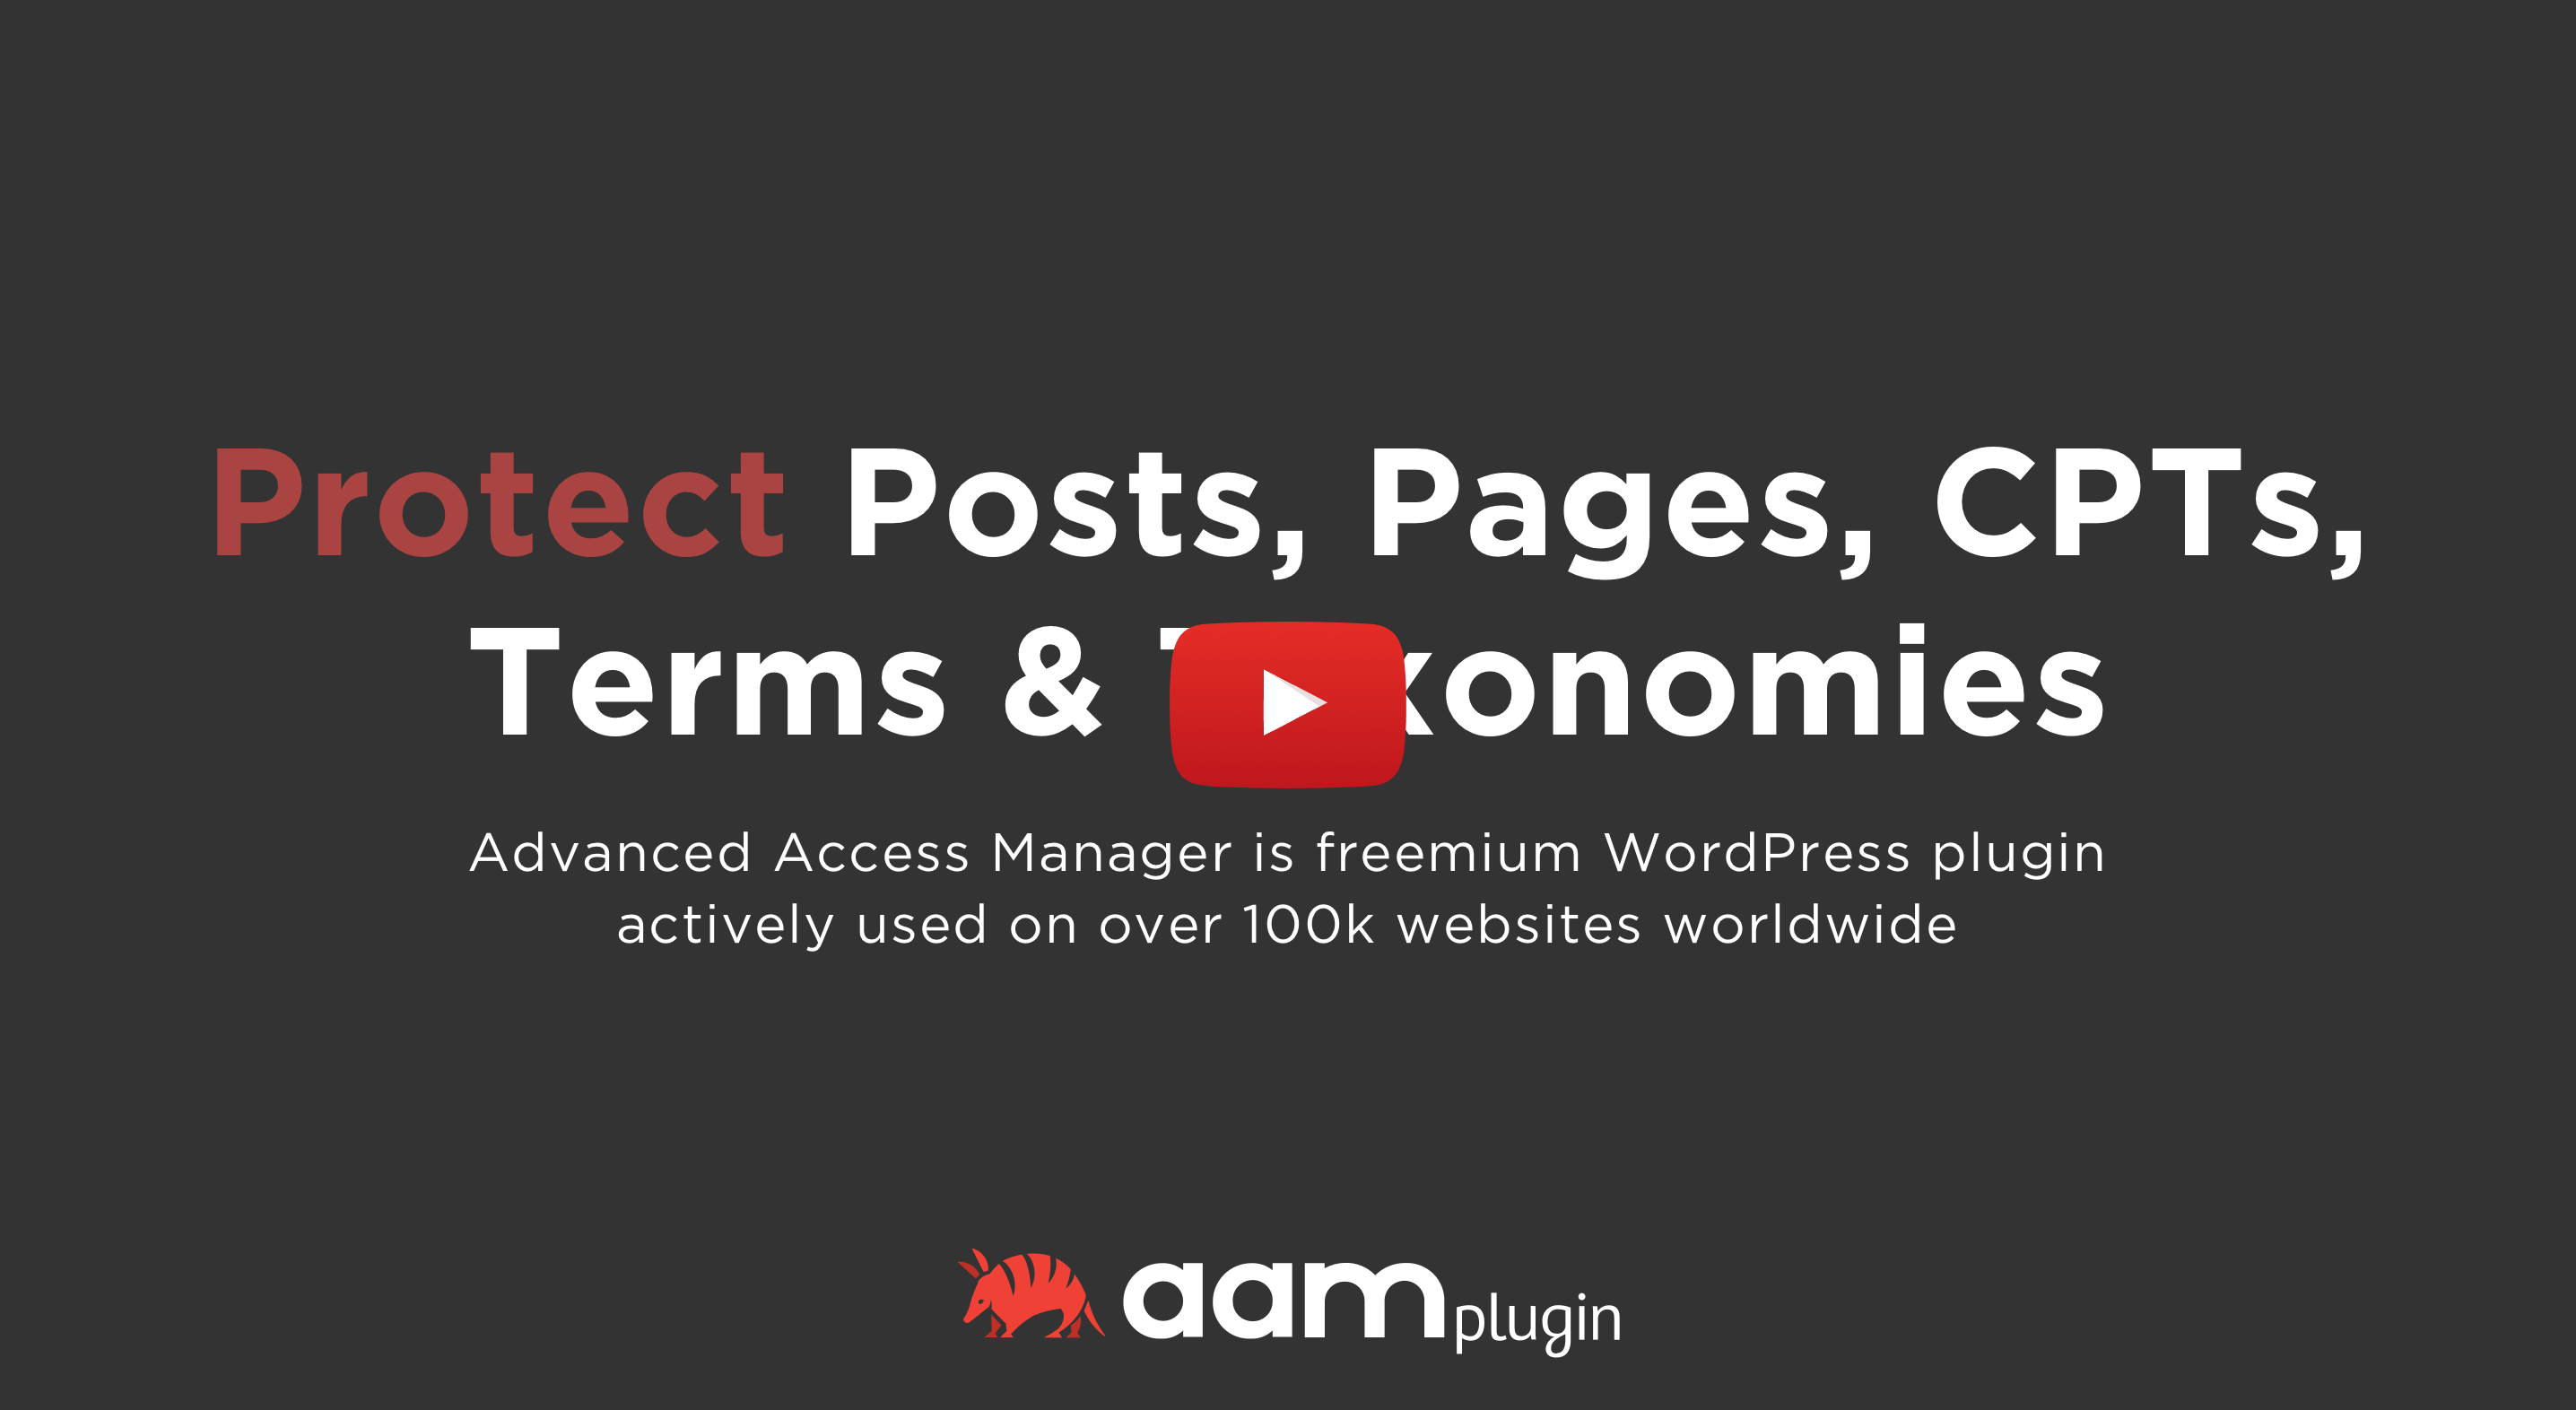 Protect Posts, Pages, CPTs,
Terms & xonomies
Advanced Access Manager is freemium WordPress plugin
actively used on over 100k websites worldwide
aam plugin